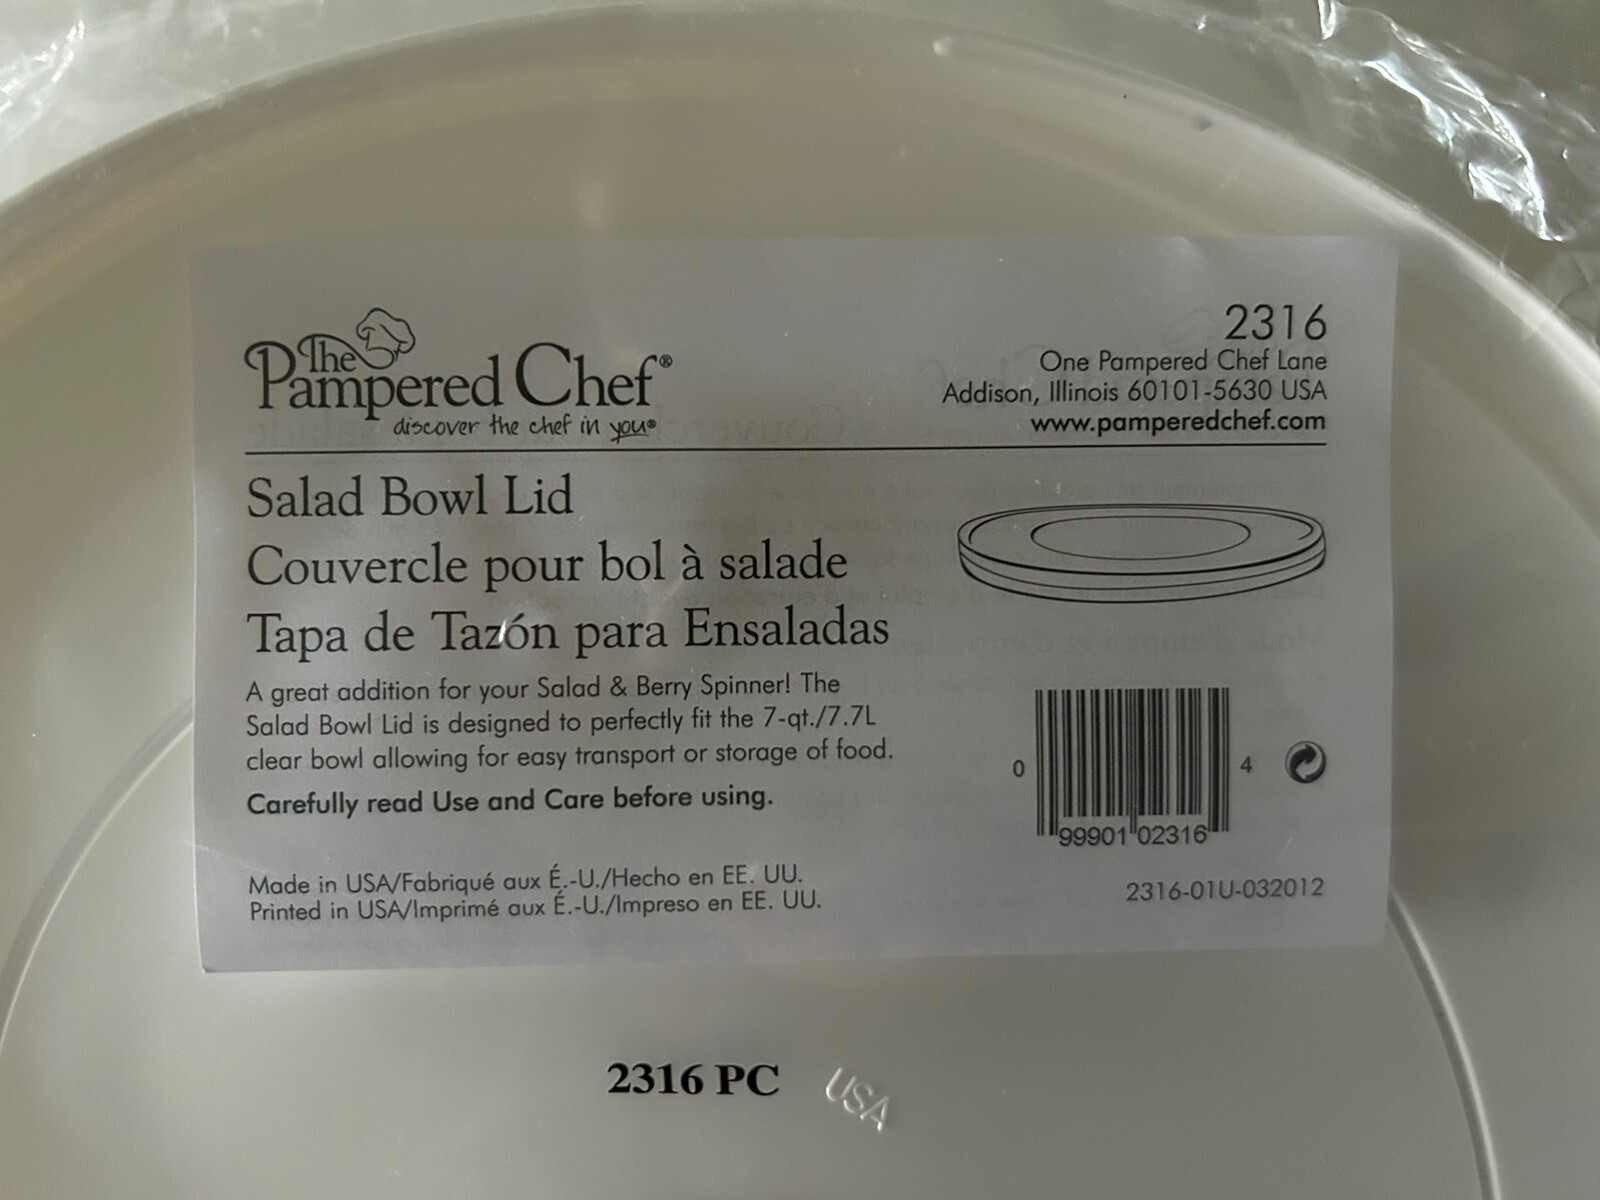 The
Pampered Chef®
discover the chef in you®
2316
One Pampered Chef Lane
Addison, Illinois 60101-5630 USA
www.pamperedchef.com
Salad Bowl Lid
Couvercle pour bol à salade
Tapa de Tazón para Ensaladas
A great addition for your Salad & Berry Spinner! The
Salad Bowl Lid is designed to perfectly fit the 7-qt./7.7L
clear bowl allowing for easy transport or storage of food.
Carefully read Use and Care before using.
0 99901 02316 4
Made in USA/Fabriqué aux É.-U./Hecho en EE. UU.
Printed in USA/Imprimé aux É.-U./Impreso en EE. UU.
2316-01U-032012
2316 PC
USA